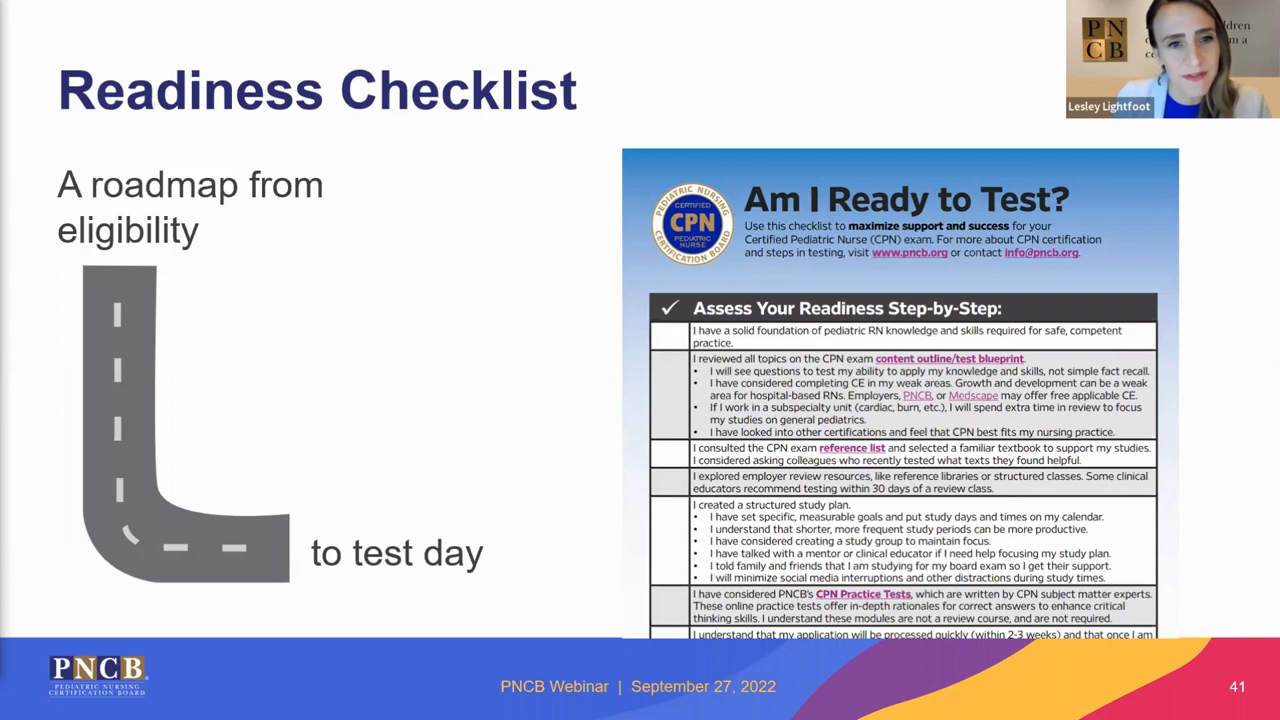 Readiness Checklist
A roadmap from
eligibility
to test day
PN
CB
ldren
m a
ce
Lesley Lightfoot
PEDIATRIC NURSING
CERTIFICATION BOARD
CERTIFIED
CPN
PEDIATRIC
NURSE
Am I Ready to Test?
Use this checklist to maximize support and success for your
Certified Pediatric Nurse (CPN) exam. For more about CPN certification
and steps in testing, visit www.pncb.org or contact info@pncb.org.
✓ Assess Your Readiness Step-by-Step:
I have a solid foundation of pediatric RN knowledge and skills required for safe, competent
practice.
I reviewed all topics on the CPN exam content outline/test blueprint.
• I will see questions to test my ability to apply my knowledge and skills, not simple fact recall.
• I have considered completing CE in my weak areas. Growth and development can be a weak
area for hospital-based RNs. Employers, PNCB, or Medscape may offer free applicable CE.
• If I work in a subspecialty unit (cardiac, burn, etc.), I will spend extra time in review to focus
my studies on general pediatrics.
• I have looked into other certifications and feel that CPN best fits my nursing practice.
I consulted the CPN exam reference list and selected a familiar textbook to support my studies.
I considered asking colleagues who recently tested what texts they found helpful.
I explored employer review resources, like reference libraries or structured classes. Some clinical
educators recommend testing within 30 days of a review class.
I created a structured study plan.
• I have set specific, measurable goals and put study days and times on my calendar.
• I understand that shorter, more frequent study periods can be more productive.
• I have considered creating a study group to maintain focus.
• I have talked with a mentor or clinical educator if I need help focusing my study plan.
• I told family and friends that I am studying for my board exam so I get their support.
• I will minimize social media interruptions and other distractions during study times.
I have considered PNCB's CPN Practice Tests, which are written by CPN subject matter experts.
These online practice tests offer in-depth rationales for correct answers to enhance critical
thinking skills. I understand these modules are not a review course, and are not required.
I understand that my application will be processed quickly (within 2-3 weeks) and that once I am
PNCB
PEDIATRIC NURSING
CERTIFICATION BOARD
PNCB Webinar | September 27, 2022
41